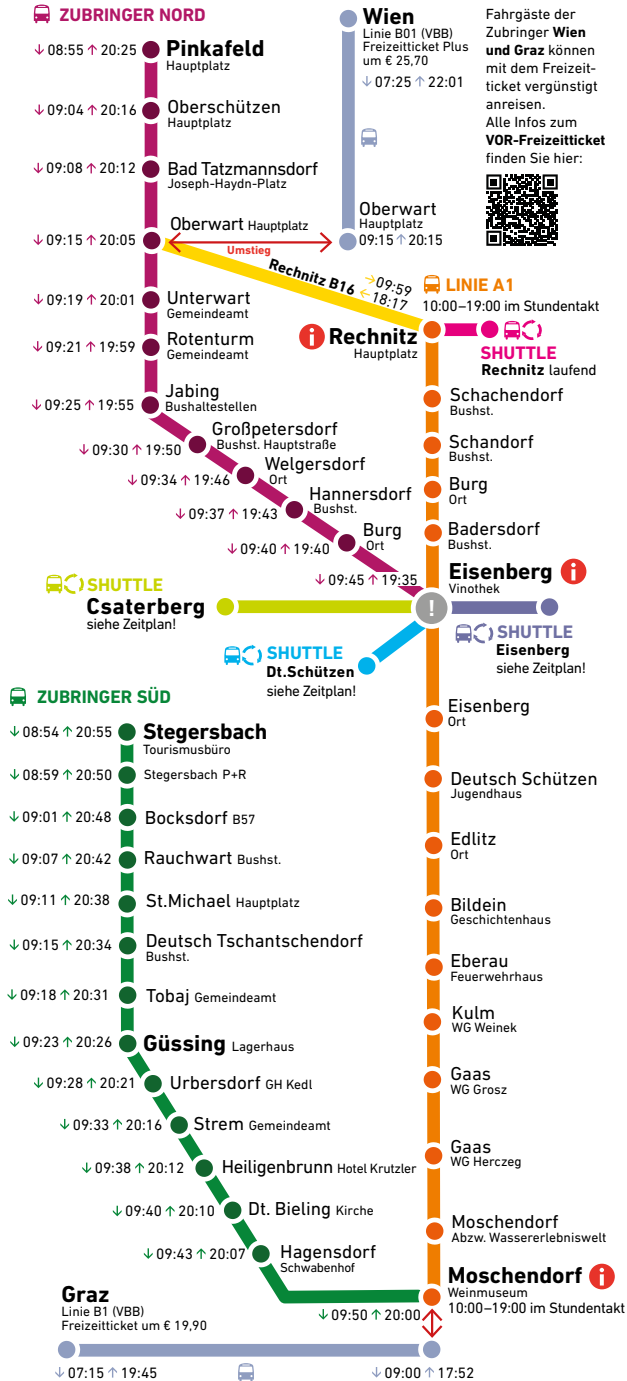 ZUBRINGER NORD
↓ 08:55 ↑ 20:25
Pinkafeld
Hauptplatz
↓ 09:04 ↑ 20:16
Oberschützen
Hauptplatz
↓ 09:08 ↑ 20:12
Bad Tatzmannsdorf
Joseph-Haydn-Platz
↓ 09:15 ↑ 20:05
Oberwart Hauptplatz
Umstieg
↓ 09:19 ↑ 20:01
Unterwart
Gemeindeamt
↓ 09:21 ↑ 19:59
Rotenturm
Gemeindeamt
↓ 09:25 ↑ 19:55
Jabing
Bushaltestellen
↓ 09:30 ↑ 19:50
Großpetersdorf
Bushst. Hauptstraße
↓ 09:34 ↑ 19:46
Welgersdorf
Ort
↓ 09:37 ↑ 19:43
Hannersdorf
Bushst.
↓ 09:40 ↑ 19:40
Burg
Ort
↓ 09:45 ↑ 19:35
Wien
Linie B01 (VBB)
Freizeitticket Plus
um € 25,70
↓ 07:25 ↑ 22:01
Oberwart
Hauptplatz
09:15 ↑ 20:15
Fahrgäste der
Zubringer Wien
und Graz können
mit dem Freizeit-
ticket vergünstigt
anreisen.
Alle Infos zum
VOR-Freizeitticket
finden Sie hier:
Rechnitz B16
→ 09:59
← 18:17
LINIE A1
10:00–19:00 im Stundentakt
i Rechnitz
Hauptplatz
SHUTTLE
Rechnitz laufend
Schachendorf
Bushst.
Schandorf
Bushst.
Burg
Ort
Badersdorf
Bushst.
Eisenberg i
Vinothek
!
SHUTTLE
Csaterberg
siehe Zeitplan!
SHUTTLE
Dt.Schützen
siehe Zeitplan!
SHUTTLE
Eisenberg
siehe Zeitplan!
Eisenberg
Ort
Deutsch Schützen
Jugendhaus
Edlitz
Ort
Bildein
Geschichtenhaus
Eberau
Feuerwehrhaus
Kulm
WG Weinek
Gaas
WG Grosz
Gaas
WG Herczeg
Moschendorf
Abzw. Wassererlebniswelt
Moschendorf i
Weinmuseum
10:00–19:00 im Stundentakt
ZUBRINGER SÜD
↓ 08:54 ↑ 20:55
Stegersbach
Tourismusbüro
↓ 08:59 ↑ 20:50
Stegersbach P+R
↓ 09:01 ↑ 20:48
Bocksdorf B57
↓ 09:07 ↑ 20:42
Rauchwart Bushst.
↓ 09:11 ↑ 20:38
St.Michael Hauptplatz
↓ 09:15 ↑ 20:34
Deutsch Tschantschendorf
Bushst.
↓ 09:18 ↑ 20:31
Tobaj Gemeindeamt
↓ 09:23 ↑ 20:26
Güssing Lagerhaus
↓ 09:28 ↑ 20:21
Urbersdorf GH Kedl
↓ 09:33 ↑ 20:16
Strem Gemeindeamt
↓ 09:38 ↑ 20:12
Heiligenbrunn Hotel Krutzler
↓ 09:40 ↑ 20:10
Dt. Bieling Kirche
↓ 09:43 ↑ 20:07
Hagensdorf
Schwabenhof
↓ 09:50 ↑ 20:00
Graz
Linie B1 (VBB)
Freizeitticket um € 19,90
↓ 07:15 ↑ 19:45
↓ 09:00 ↑ 17:52